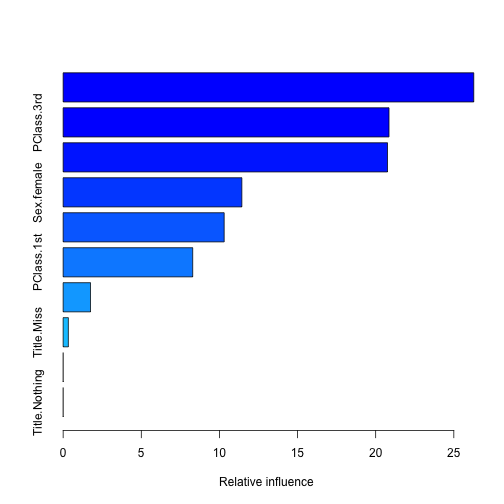 PClass.3rd
Sex.female
PClass.1st
Title.Miss
Title.Nothing
0 5 10 15 20 25
Relative influence